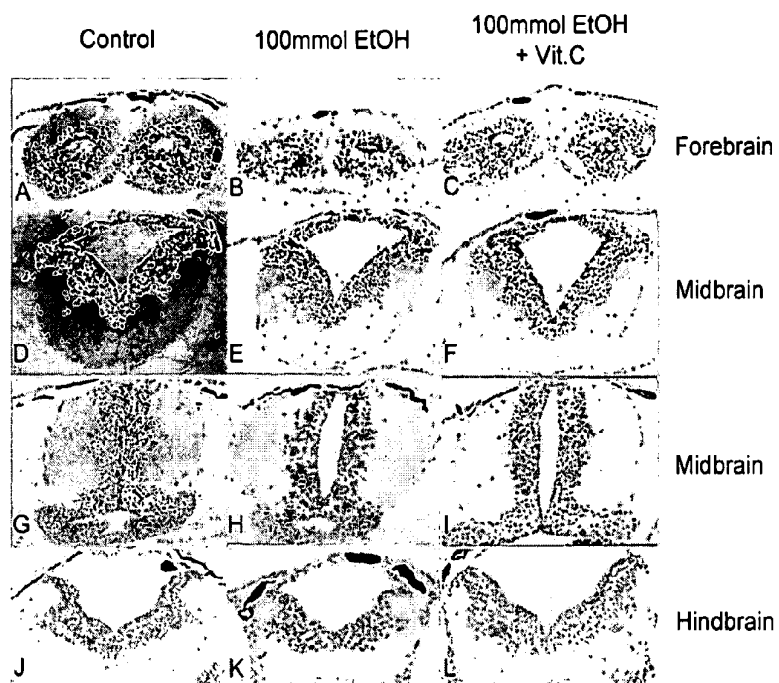 Control
100mmol EtOH
100mmol EtOH
+ Vit.C
A
B
C
Forebrain
D
E
F
Midbrain
G
H
I
Midbrain
J
K
L
Hindbrain